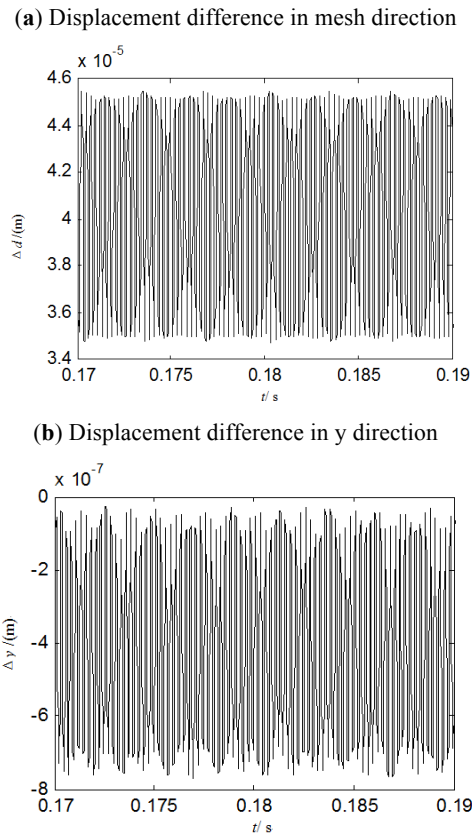 (a) Displacement difference in mesh direction
x 10⁻⁵
4.6
4.4
4.2
4
3.8
3.6
3.4
Δd/(m)
0.17 0.175 0.18 0.185 0.19
t/ s
(b) Displacement difference in y direction
x 10⁻⁷
0
-2
-4
-6
-8
Δy/(m)
0.17 0.175 0.18 0.185 0.19
t/ s